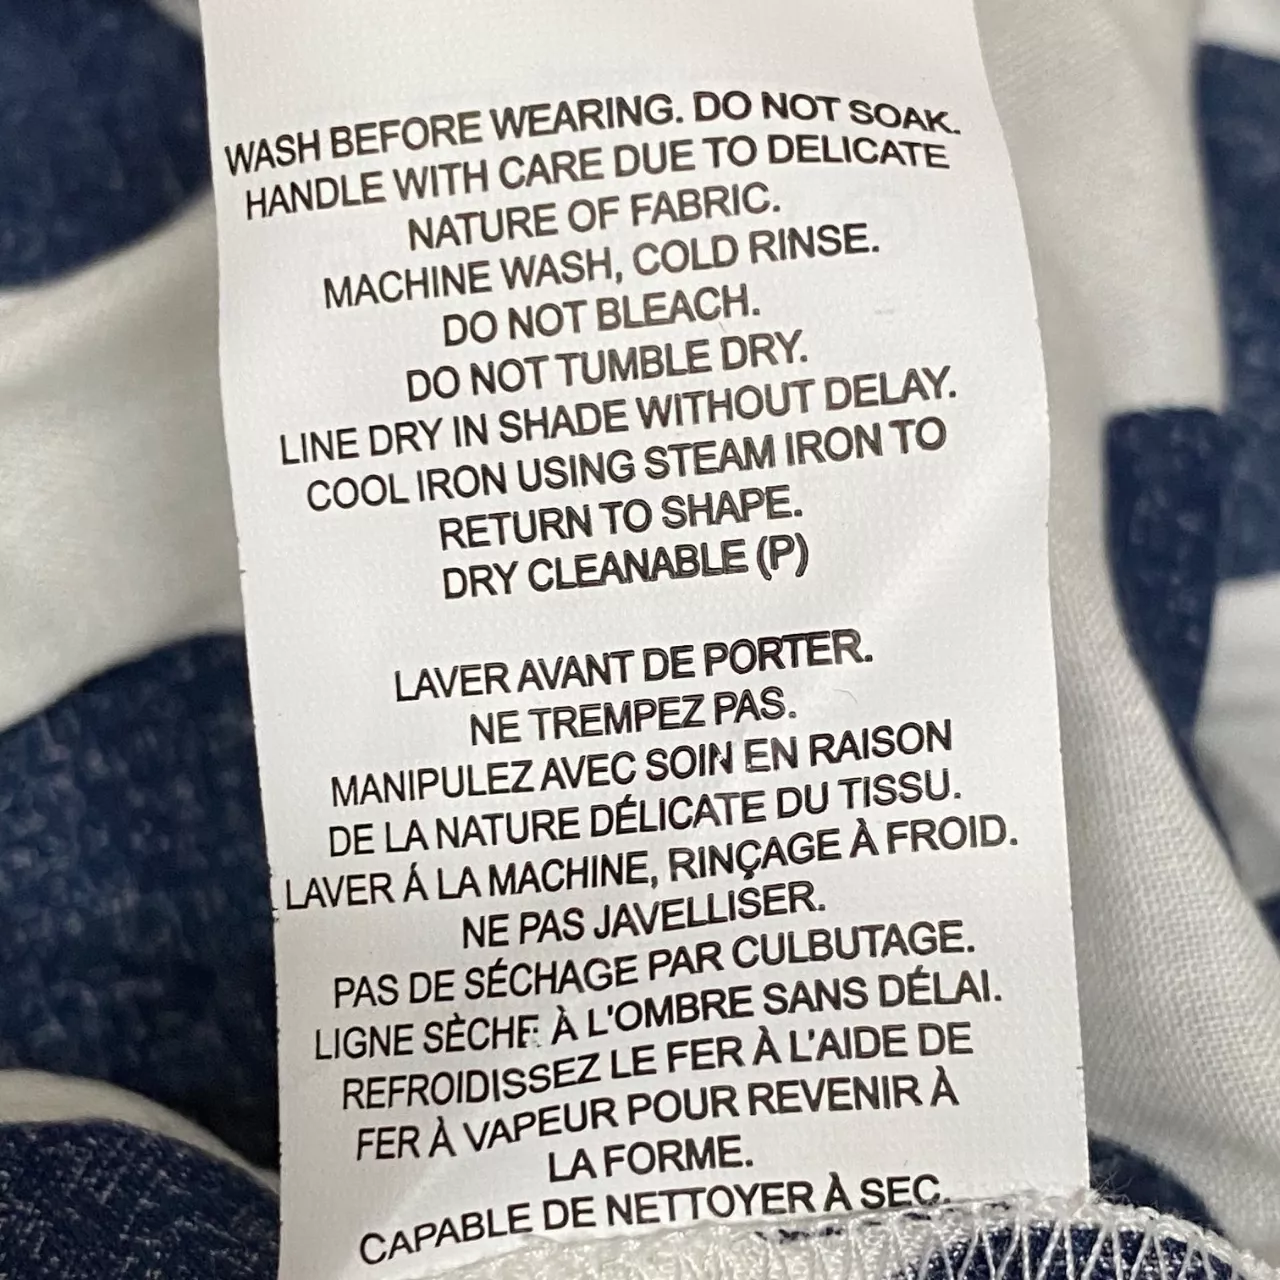 WASH BEFORE WEARING. DO NOT SOAK.
HANDLE WITH CARE DUE TO DELICATE
NATURE OF FABRIC.
MACHINE WASH, COLD RINSE.
DO NOT BLEACH.
DO NOT TUMBLE DRY.
LINE DRY IN SHADE WITHOUT DELAY.
COOL IRON USING STEAM IRON TO
RETURN TO SHAPE.
DRY CLEANABLE (P)
LAVER AVANT DE PORTER.
NE TREMPEZ PAS.
MANIPULEZ AVEC SOIN EN RAISON
DE LA NATURE DÉLICATE DU TISSU.
LAVER Á LA MACHINE, RINÇAGE À FROID.
NE PAS JAVELLISER.
PAS DE SÉCHAGE PAR CULBUTAGE.
LIGNE SÈCHE À L'OMBRE SANS DÉLAI.
REFROIDISSEZ LE FER À L'AIDE DE
FER À VAPEUR POUR REVENIR À
LA FORME.
CAPABLE DE NETTOYER À SEC.